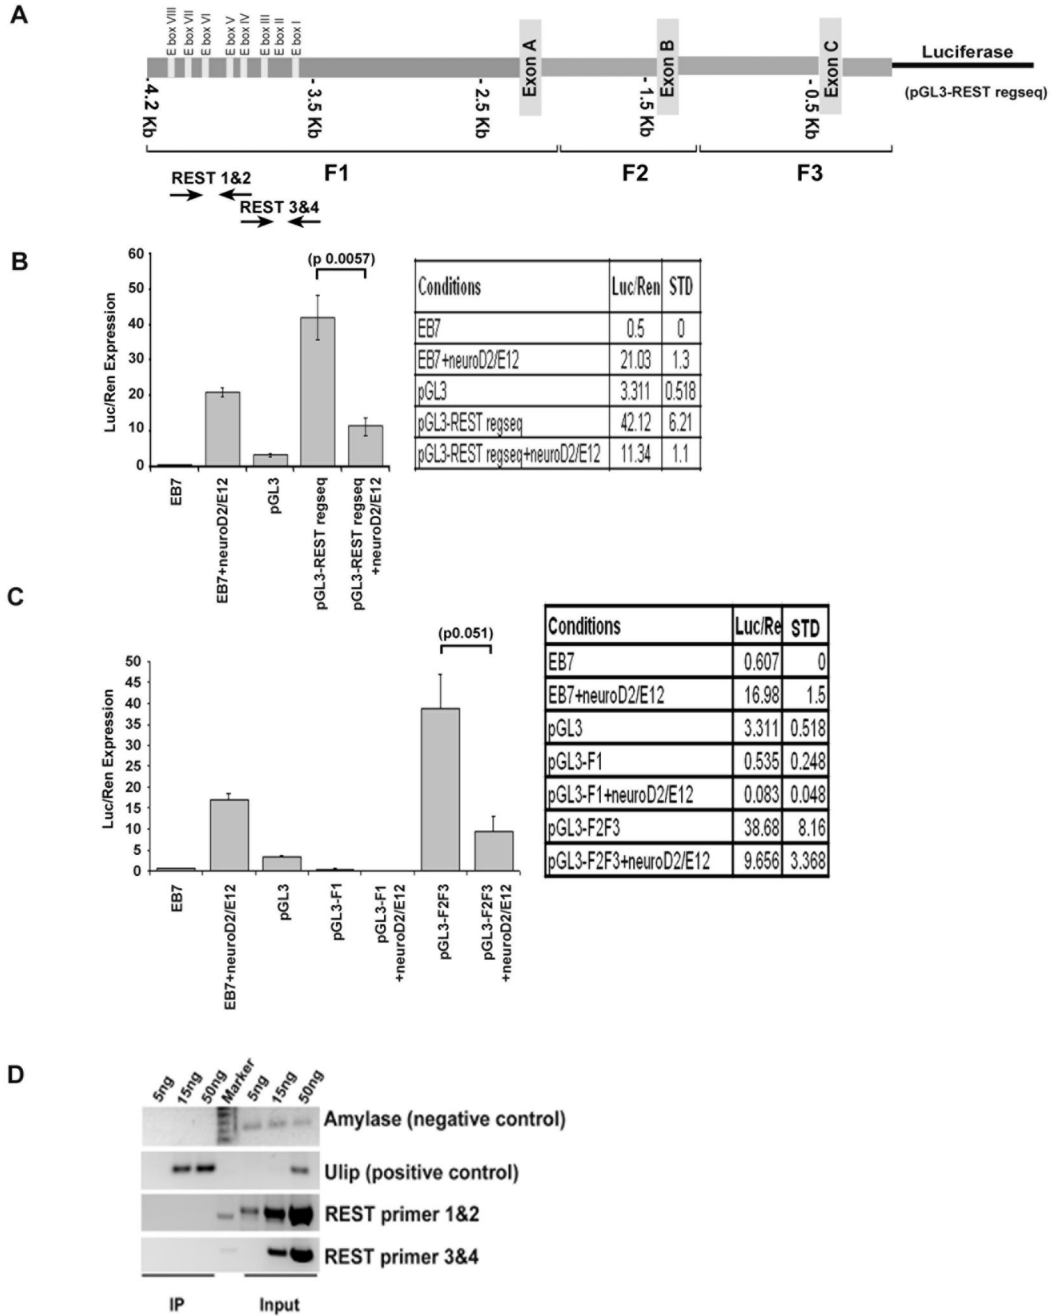 A
E box VIII
E box VII
E box VI
E box V
E box IV
E box III
E box II
E box I
Exon A
Exon B
Exon C
Luciferase
(pGL3-REST regseq)
-4.2 Kb
-3.5 Kb
-2.5 Kb
-1.5 Kb
-0.5 Kb
F1
F2
F3
REST 1&2
REST 3&4
B
Luc/Ren Expression
60
50
40
30
20
10
0
(p 0.0057)
EB7
EB7+neuroD2/E12
pGL3
pGL3-REST regseq
pGL3-REST regseq
+neuroD2/E12
Conditions Luc/Ren STD
EB7 0.5 0
EB7+neuroD2/E12 21.03 1.3
pGL3 3.311 0.518
pGL3-REST regseq 42.12 6.21
pGL3-REST regseq+neuroD2/E12 11.34 1.1
C
Luc/Ren Expression
50
45
40
35
30
25
20
15
10
5
0
(p0.051)
EB7
EB7+neuroD2/E12
pGL3
pGL3-F1
pGL3-F1
+neuroD2/E12
pGL3-F2F3
pGL3-F2F3
+neuroD2/E12
Conditions Luc/Re STD
EB7 0.607 0
EB7+neuroD2/E12 16.98 1.5
pGL3 3.311 0.518
pGL3-F1 0.535 0.248
pGL3-F1+neuroD2/E12 0.083 0.048
pGL3-F2F3 38.68 8.16
pGL3-F2F3+neuroD2/E12 9.656 3.368
D
5ng
15ng
50ng
Marker
5ng
15ng
50ng
Amylase (negative control)
Ulip (positive control)
REST primer 1&2
REST primer 3&4
IP
Input